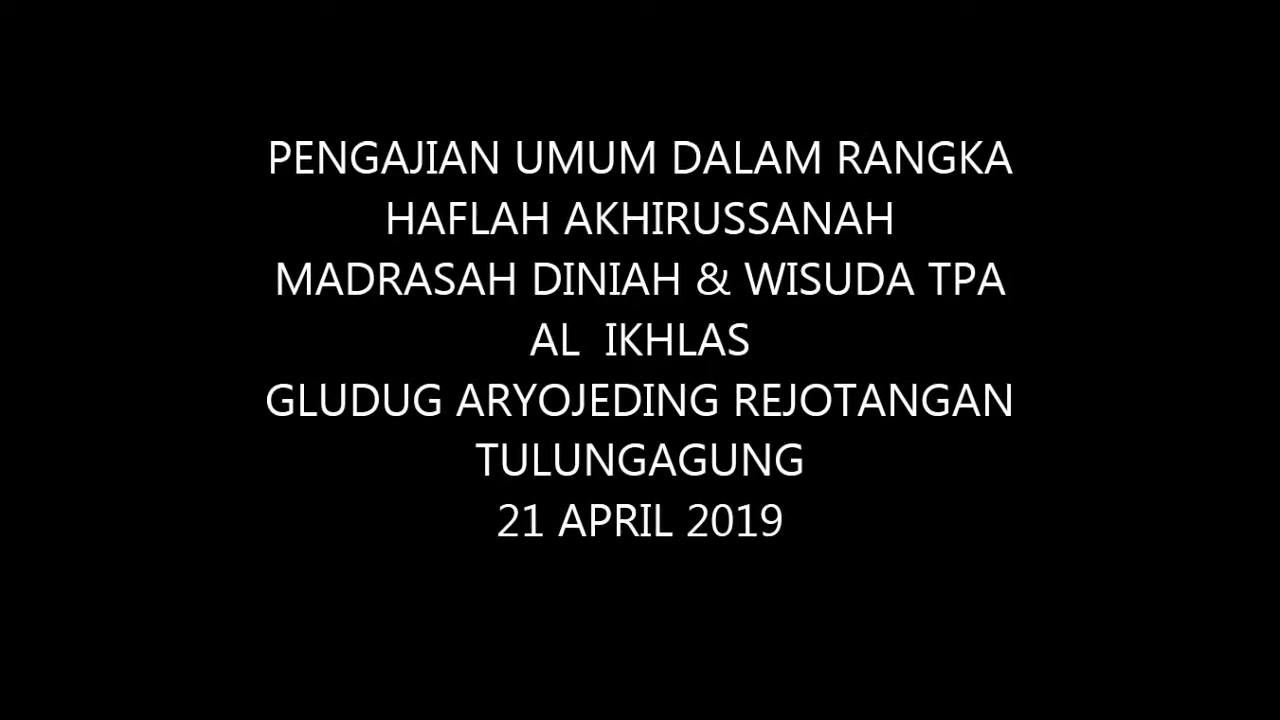 PENGAJIAN UMUM DALAM RANGKA
HAFLAH AKHIRUSSANAH
MADRASAH DINIAH & WISUDA TPA
AL  IKHLAS
GLUDUG ARYOJEDING REJOTANGAN
TULUNGAGUNG
21 APRIL 2019